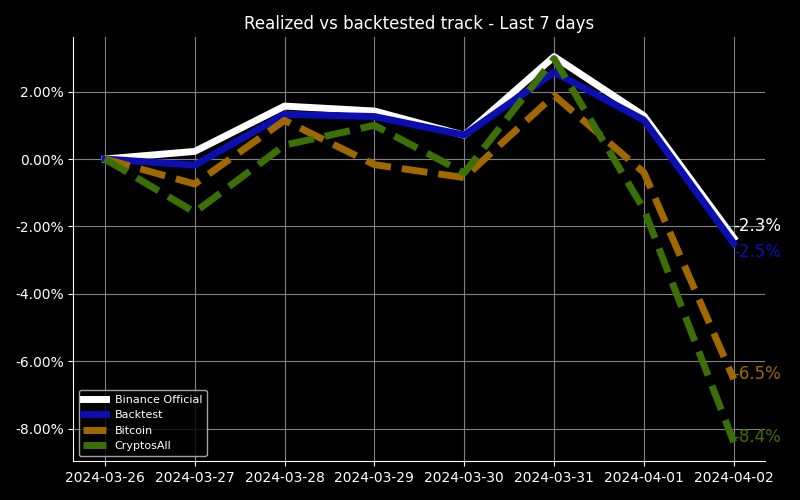 Realized vs backtested track - Last 7 days
2.00%
0.00%
-2.00%
-4.00%
-6.00%
-8.00%
-2.3%
-2.5%
-6.5%
-8.4%
Binance Official
Backtest
Bitcoin
CryptosAll
2024-03-26 2024-03-27 2024-03-28 2024-03-29 2024-03-30 2024-03-31 2024-04-01 2024-04-02